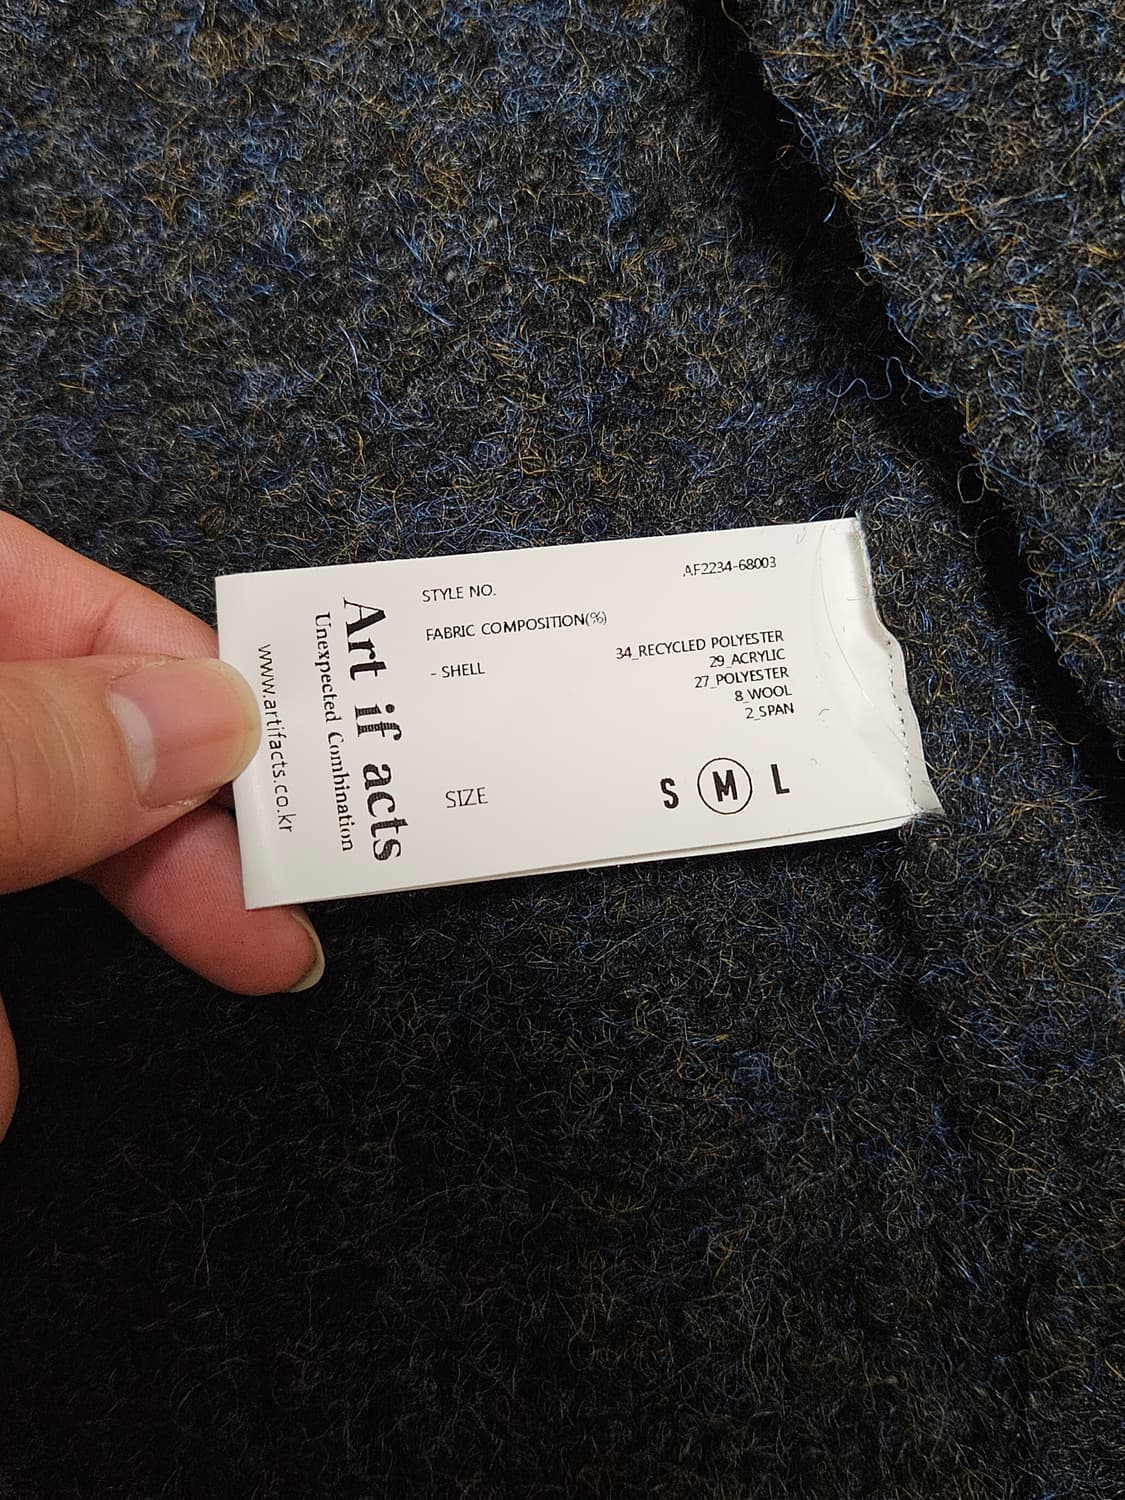 STYLE NO. AF2234-68003
FABRIC COMPOSITION(%)
- SHELL 34_RECYCLED POLYESTER
29_ACRYLIC
27_POLYESTER
8_WOOL
2_SPAN
SIZE S M L
Art if acts
Unexpected Combination
www.artifacts.co.kr